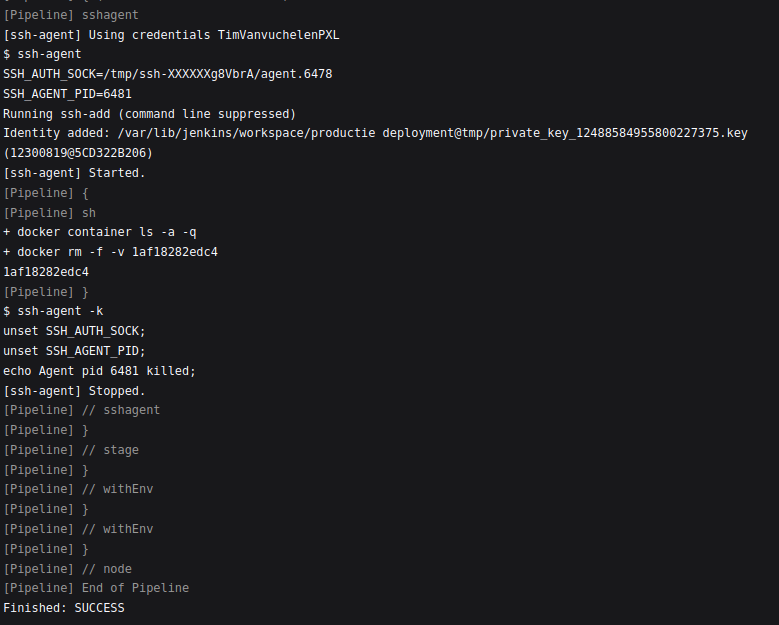 [Pipeline] sshagent
[ssh-agent] Using credentials TimVanvuchelenPXL
$ ssh-agent
SSH_AUTH_SOCK=/tmp/ssh-XXXXXXg8VbrA/agent.6478
SSH_AGENT_PID=6481
Running ssh-add (command line suppressed)
Identity added: /var/lib/jenkins/workspace/productie deployment@tmp/private_key_12488584955800227375.key
(12300819@5CD322B206)
[ssh-agent] Started.
[Pipeline] {
[Pipeline] sh
+ docker container ls -a -q
+ docker rm -f -v 1af18282edc4
1af18282edc4
[Pipeline] }
$ ssh-agent -k
unset SSH_AUTH_SOCK;
unset SSH_AGENT_PID;
echo Agent pid 6481 killed;
[ssh-agent] Stopped.
[Pipeline] // sshagent
[Pipeline] }
[Pipeline] // stage
[Pipeline] }
[Pipeline] // withEnv
[Pipeline] }
[Pipeline] // withEnv
[Pipeline] }
[Pipeline] // node
[Pipeline] End of Pipeline
Finished: SUCCESS